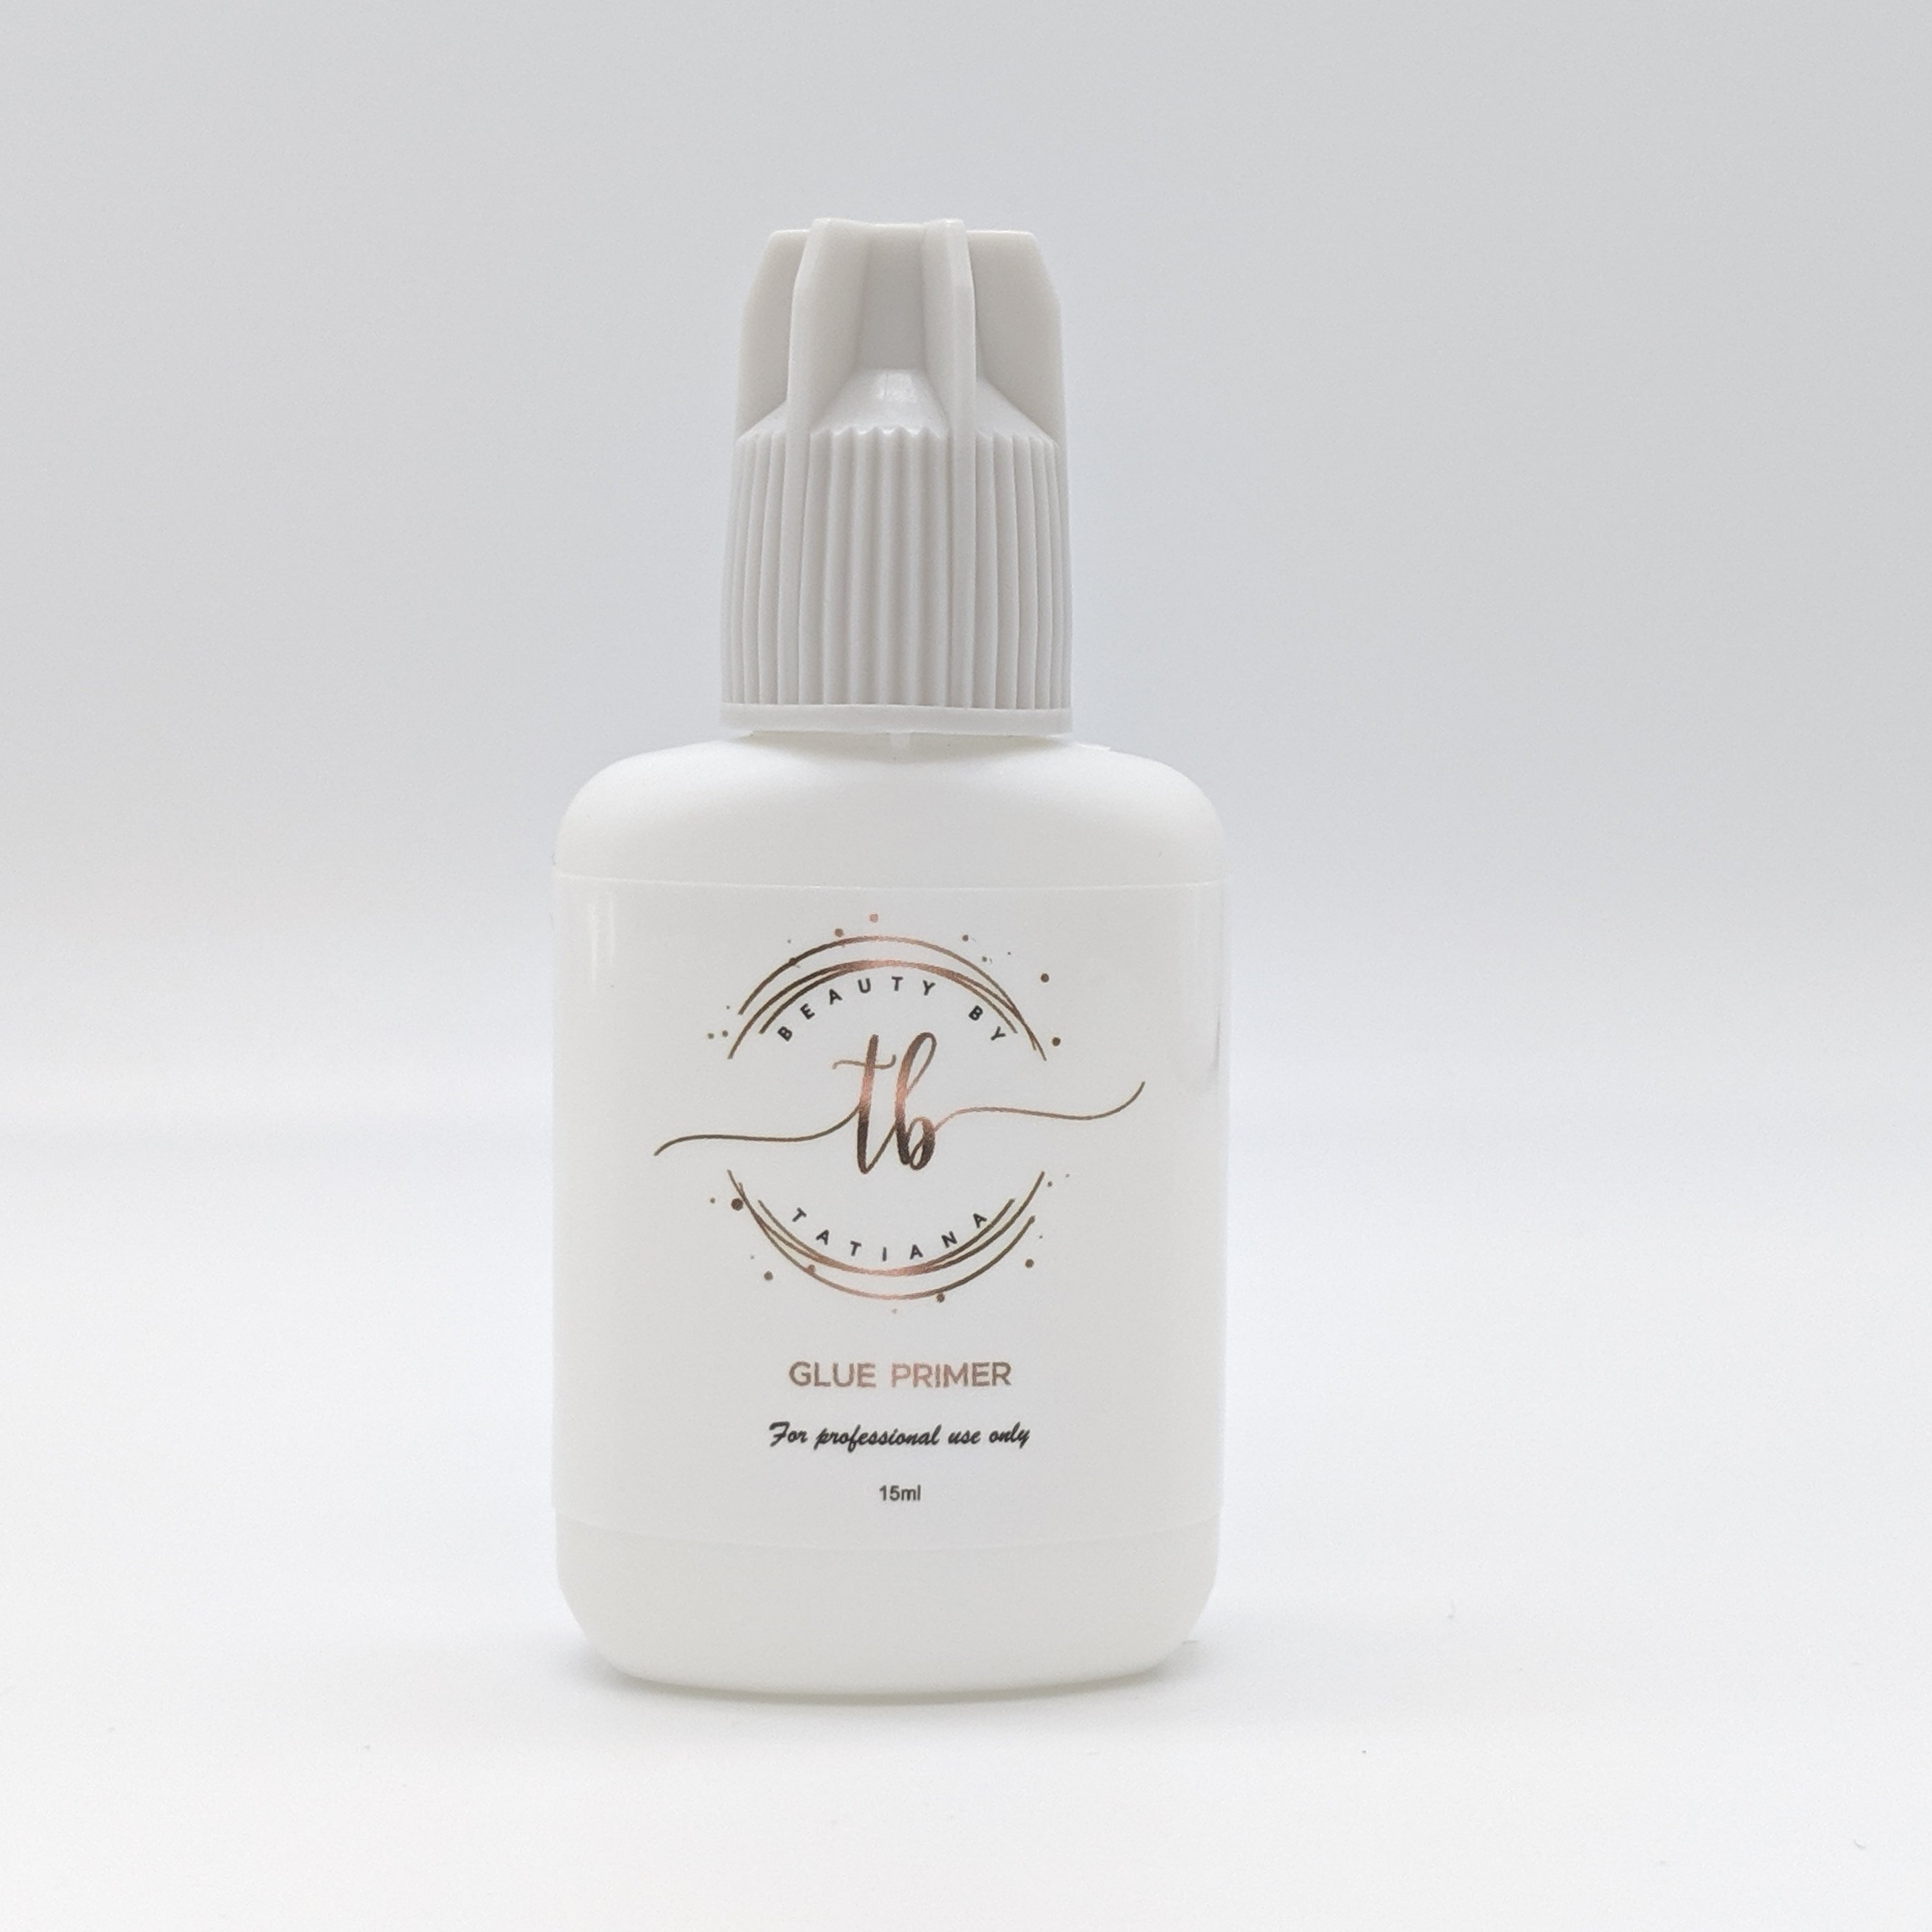 BEAUTY BY
tb
TATIANA
GLUE PRIMER
For professional use only
15ml